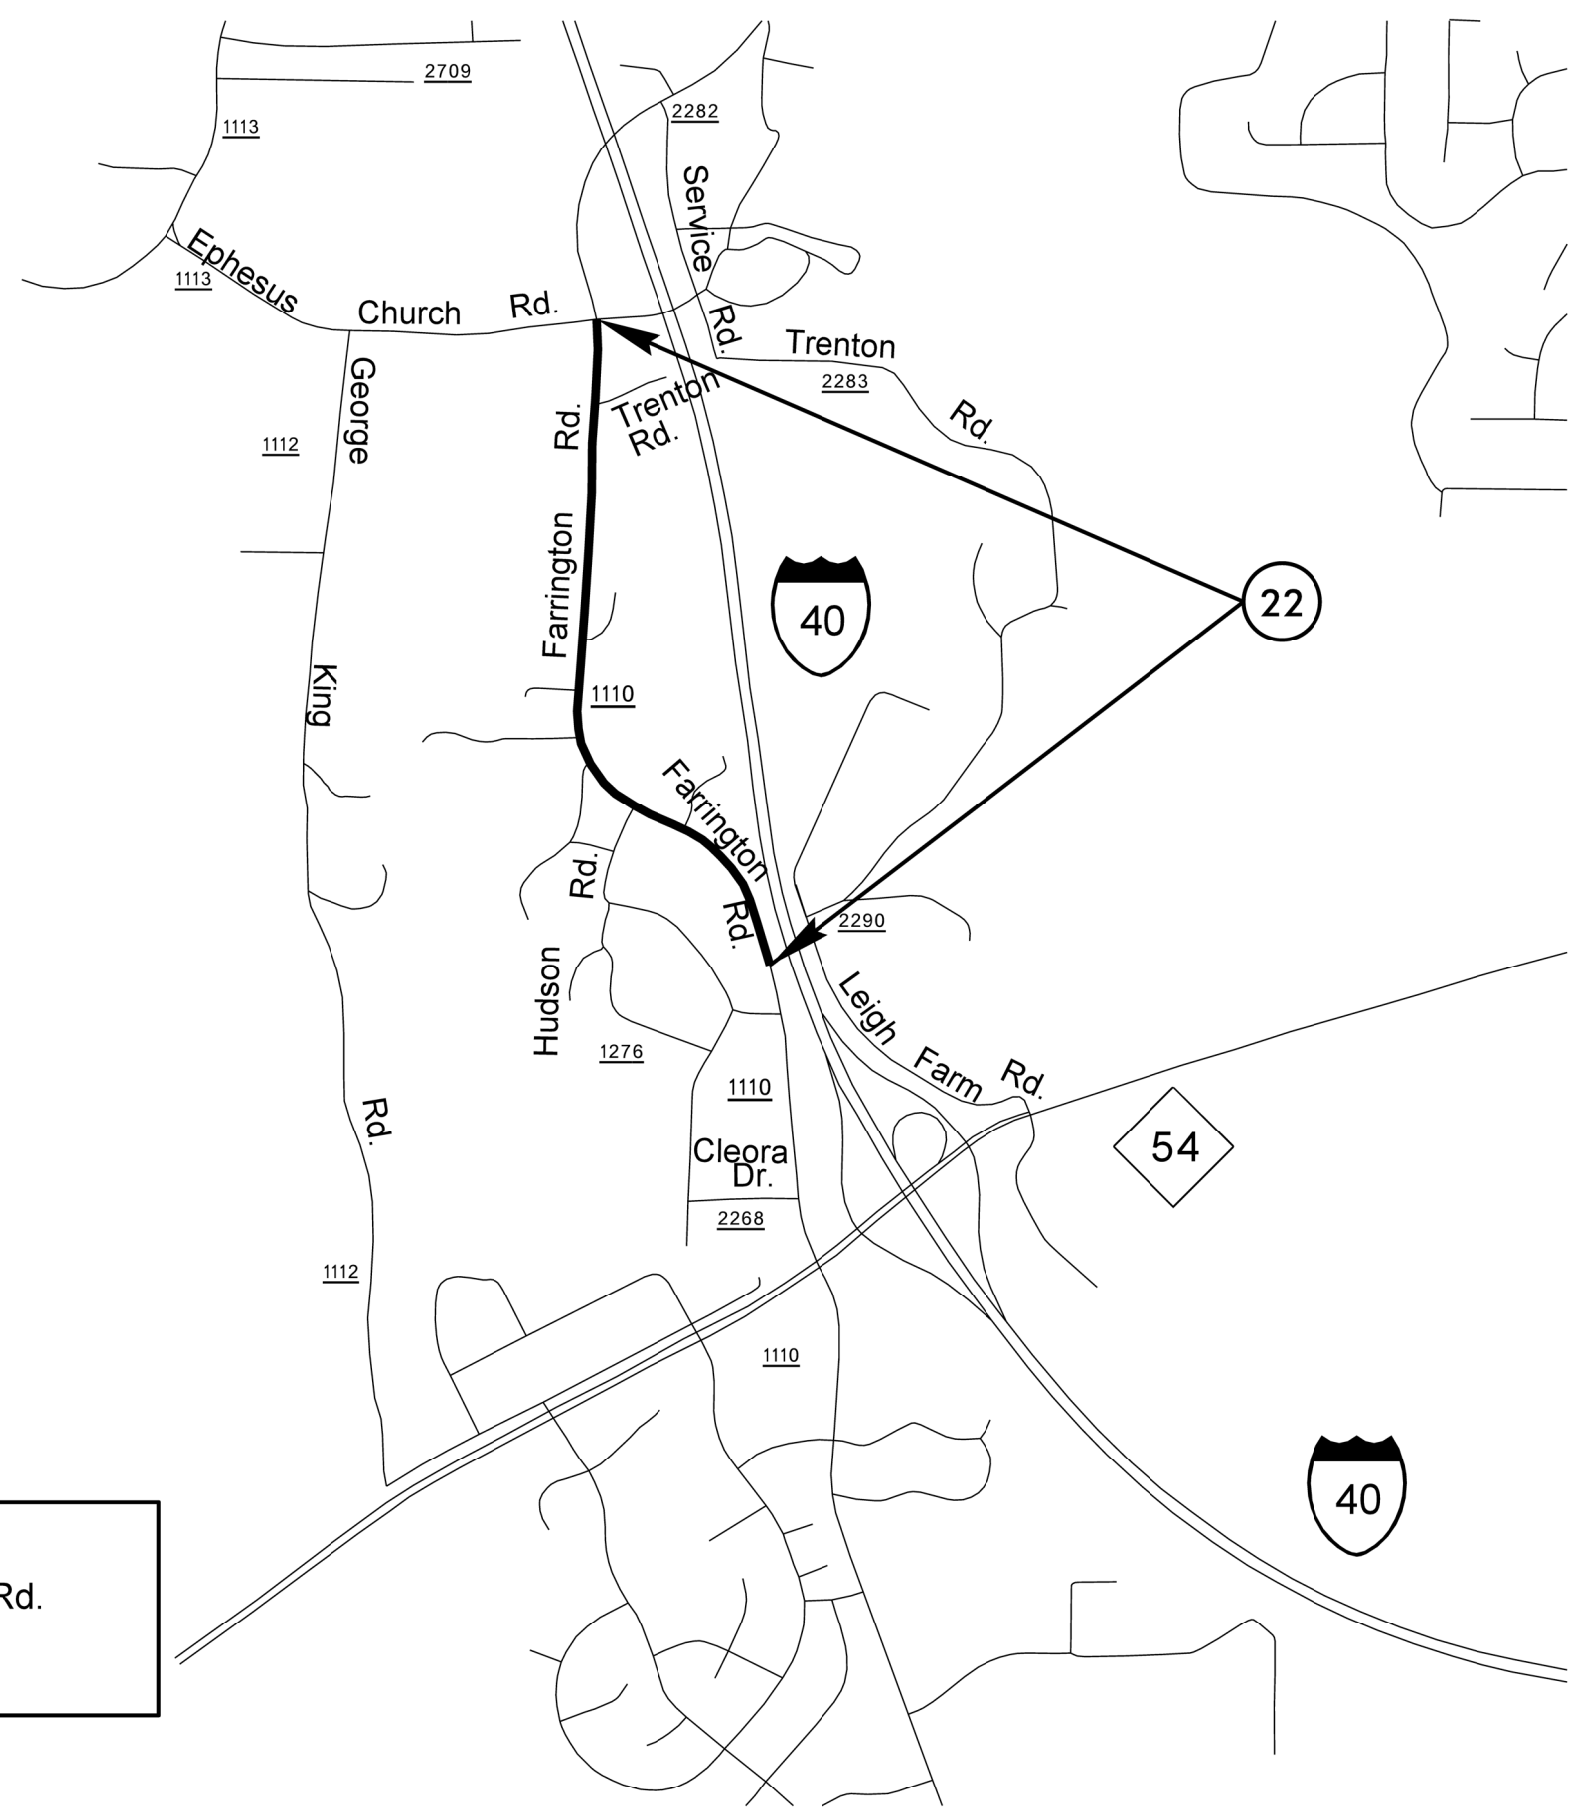 2709
2282
1113
Service
Rd.
Ephesus
1113
Church
Rd.
Trenton
2283
Rd.
George
1112
Trenton
Rd.
Rd.
Farrington
40
22
King
1110
Farrington
Rd.
Rd.
2290
Hudson
1276
Leigh
Farm
Rd.
1110
Rd.
54
Cleora
Dr.
2268
1112
1110
40
Rd.